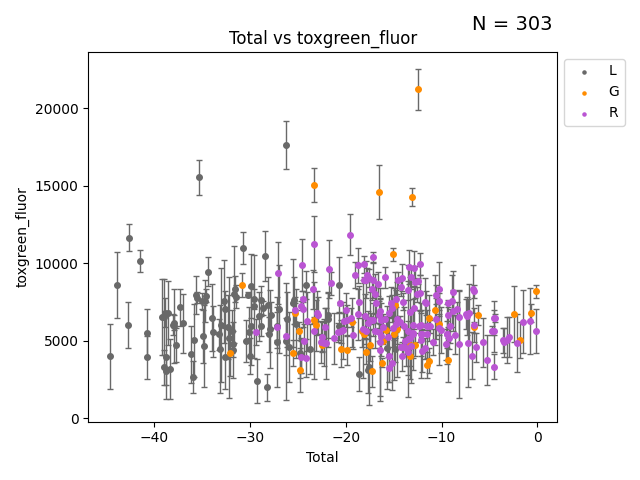 N = 303
Total vs toxgreen_fluor
L
G
R
toxgreen_fluor
20000
15000
10000
5000
0
−40
−30
−20
−10
0
Total